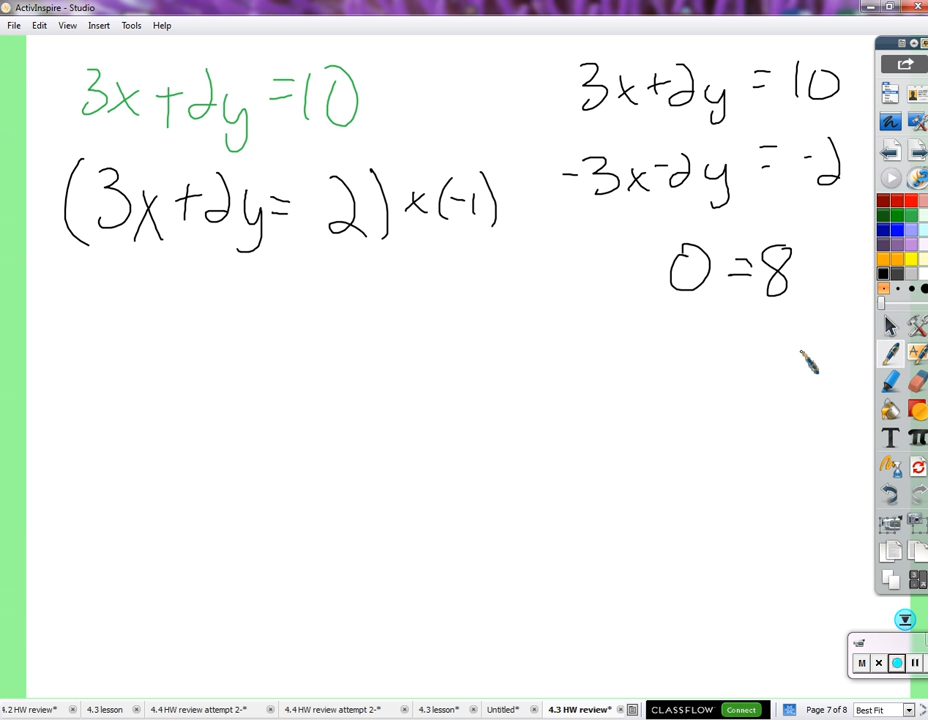 ActivInspire - Studio
File Edit View Insert Tools Help
3x+2y=10
(3x+2y= 2) ×(-1)
3x+2y = 10
-3x-2y = -2
0 = 8
4.2 HW review* 4.3 lesson 4.4 HW review attempt 2-* 4.4 HW review attempt 2-* 4.3 lesson* Untitled* 4.3 HW review* CLASSFLOW Connect Page 7 of 8 Best Fit
M
T π